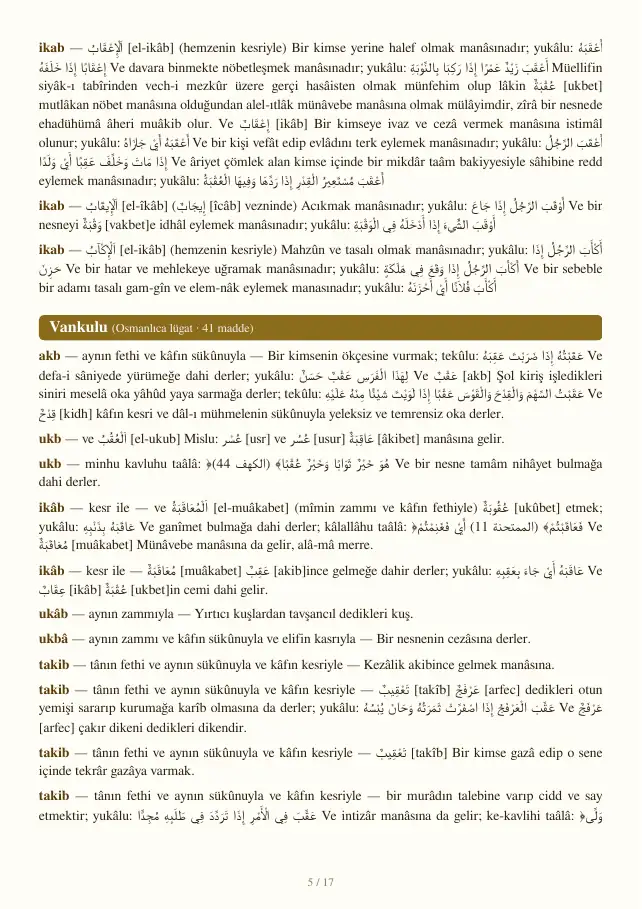 ikab — اَلْإِعْقَابُ [el-ikâb] (hemzenin kesriyle) Bir kimse yerine halef olmak manâsınadır; yukâlu: أَعْقَبَهُ
إِعْقَابًا إِذَا خَلَفَهُ Ve davara binmekte nöbetleşmek manâsınadır; yukâlu: أَعْقَبَ زَيْدٌ عَمْرًا إِذَا رَكِبَا بِالنَّوْبَةِ Müellifin
siyâk-ı tabîrinden vech-i mezkûr üzere gerçi hasâisten olmak münfehim olup lâkin عُقْبَةٌ [ukbet]
mutlâkan nöbet manâsına olduğundan alel-ıtlâk münâvebe manâsına olmak mülâyimdir, zîrâ bir nesnede
ehadühümâ âheri muâkib olur. Ve إِعْقَابٌ [ikâb] Bir kimseye ivaz ve cezâ vermek manâsına istimâl
olunur; yukâlu: أَعْقَبَهُ أَيْ جَازَاهُ Ve bir kişi vefât edip evlâdını terk eylemek manâsınadır; yukâlu: أَعْقَبَ الرَّجُلُ
إِذَا مَاتَ وَخَلَّفَ عَقِبًا أَيْ وَلَدًا Ve âriyet çömlek alan kimse içinde bir mikdâr taâm bakiyyesiyle sâhibine redd
eylemek manâsınadır; yukâlu: أَعْقَبَ مُسْتَعِيرُ الْقِدْرِ إِذَا رَدَّهَا وَفِيهَا الْعُقْبَةُ
ikab — اَلْإِيقَابُ [el-îkâb] (إِيجَابٌ [îcâb] vezninde) Acıkmak manâsınadır; yukâlu: أَوْقَبَ الرَّجُلُ إِذَا جَاعَ Ve bir
nesneyi وَقْبَةٌ [vakbet]e idhâl eylemek manâsınadır; yukâlu: أَوْقَبَ الشَّيْءَ إِذَا أَدْخَلَهُ فِي الْوَقْبَةِ
ikab — اَلْإِكْآبُ [el-ikâb] (hemzenin kesriyle) Mahzûn ve tasalı olmak manâsınadır; yukâlu: أَكْأَبَ الرَّجُلُ إِذَا
حَزِنَ Ve bir hatar ve mehlekeye uğramak manâsınadır; yukâlu: أَكْأَبَ الرَّجُلُ إِذَا وَقَعَ فِي هَلَكَةٍ Ve bir sebeble
bir adamı tasalı gam-gîn ve elem-nâk eylemek manasınadır; yukâlu: أَكْأَبَ فُلَانًا أَيْ أَحْزَنَهُ
Vankulu (Osmanlıca lügat · 41 madde)
akb — aynın fethi ve kâfın sükûnuyla — Bir kimsenin ökçesine vurmak; tekûlu: عَقَبْتُهُ إِذَا ضَرَبْتَ عَقِبَهُ Ve
defa-i sâniyede yürümeğe dahi derler; yukâlu: لِهَذَا الْفَرَسِ عَقْبٌ حَسَنٌ Ve عَقْبٌ [akb] Şol kiriş işledikleri
siniri meselâ oka yâhûd yaya sarmağa derler; tekûlu: عَقَبْتُ السَّهْمَ وَالْقِدْحَ وَالْقَوْسَ عَقْبًا إِذَا لَوَيْتَ شَيْئًا مِنْهُ عَلَيْهِ Ve
قِدْحٌ [kidh] kâfın kesri ve dâl-ı mühmelenin sükûnuyla yeleksiz ve temrensiz oka derler.
ukb — ve اَلْعُقُبُ [el-ukub] Mislu: عُسْر [usr] ve عُسُر [usur] عَاقِبَةٌ [âkibet] manâsına gelir.
ukb — minhu kavluhu taâlâ: ﴿هُوَ خَيْرٌ ثَوَابًا وَخَيْرٌ عُقْبًا﴾ (الكهف 44) Ve bir nesne tamâm nihâyet bulmağa
dahi derler.
ikâb — kesr ile — ve اَلْمُعَاقَبَةُ [el-muâkabet] (mîmin zammı ve kâfın fethiyle) عُقُوبَةٌ [ukûbet] etmek;
yukâlu: عَاقَبَهُ بِذَنْبِهِ Ve ganîmet bulmağa dahi derler; kâlallâhu taâlâ: ﴿فَعَاقَبْتُمْ﴾ (الممتحنة 11) أَيْ فَغَنِمْتُمْ Ve
مُعَاقَبَةٌ [muâkabet] Münâvebe manâsına da gelir, alâ-mâ merre.
ikâb — kesr ile — مُعَاقَبَةٌ [muâkabet] عَقِبٌ [akib]ince gelmeğe dahir derler; yukâlu: عَاقَبَهُ أَيْ جَاءَ بِعَقِبِهِ Ve
عِقَابٌ [ikâb] عُقْبَةٌ [ukbet]in cemi dahi gelir.
ukâb — aynın zammıyla — Yırtıcı kuşlardan tavşancıl dedikleri kuş.
ukbâ — aynın zammı ve kâfın sükûnuyla ve elifin kasrıyla — Bir nesnenin cezâsına derler.
takib — tânın fethi ve aynın sükûnuyla ve kâfın kesriyle — Kezâlik akibince gelmek manâsına.
takib — tânın fethi ve aynın sükûnuyla ve kâfın kesriyle — تَعْقِيبٌ [takîb] عَرْفَجٌ [arfec] dedikleri otun
yemişi sararıp kurumağa karîb olmasına da derler; yukâlu: عَقَّبَ الْعَرْفَجُ إِذَا اصْفَرَّتْ ثَمَرَتُهُ وَحَانَ يُبْسُهُ Ve عَرْفَجٌ
[arfec] çakır dikeni dedikleri dikendir.
takib — tânın fethi ve aynın sükûnuyla ve kâfın kesriyle — تَعْقِيبٌ [takîb] Bir kimse gazâ edip o sene
içinde tekrâr gazâya varmak.
takib — tânın fethi ve aynın sükûnuyla ve kâfın kesriyle — bir murâdın talebine varıp cidd ve say
etmektir; yukâlu: عَقَّبَ فِي الْأَمْرِ إِذَا تَرَدَّدَ فِي طَلَبِهِ مُجِدًّا Ve intizâr manâsına da gelir; ke-kavlihi taâlâ: ﴿وَلَّى
5 / 17